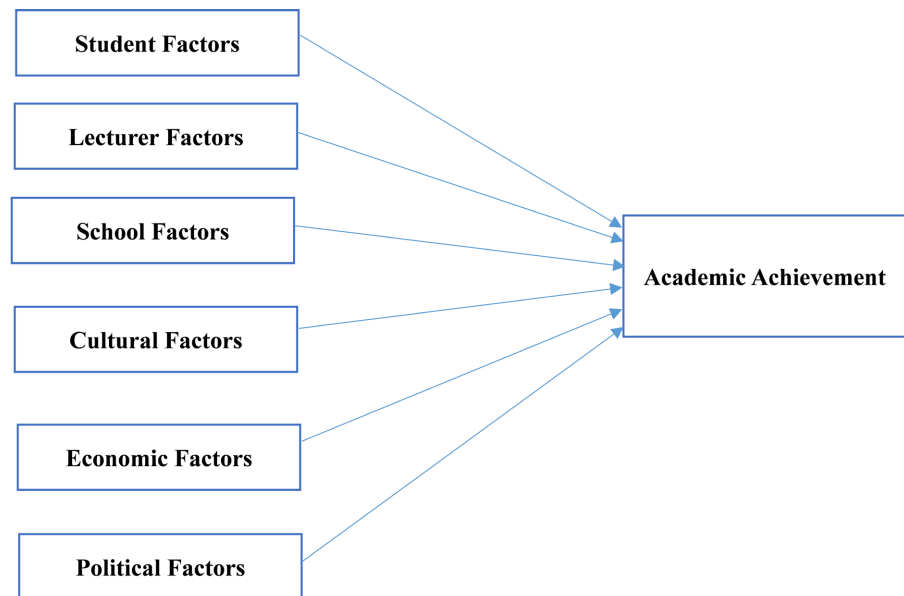 Student Factors
Lecturer Factors
School Factors
Cultural Factors
Economic Factors
Political Factors
Academic Achievement